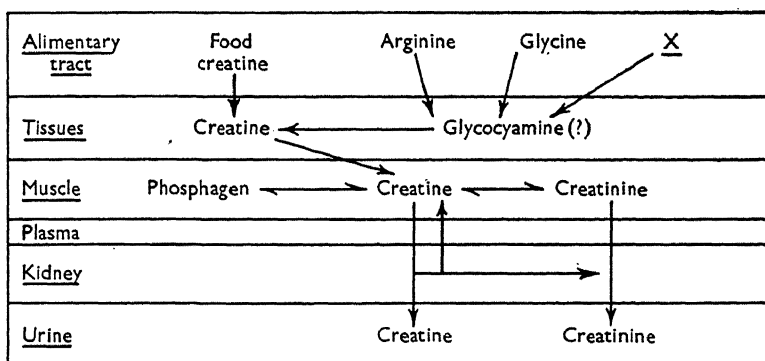 Alimentary Food Arginine Glycine X
tract creatine
Tissues Creatine Glycocyamine (?)
Muscle Phosphagen Creatine Creatinine
Plasma
Kidney
Urine Creatine Creatinine